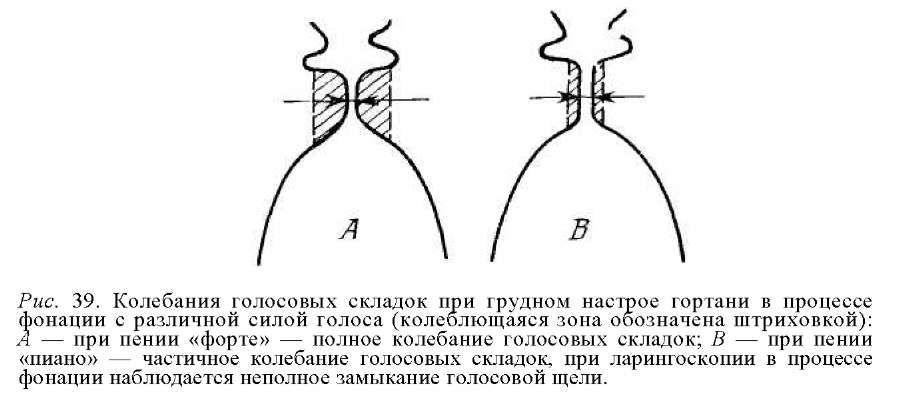 A
B
Рис. 39. Колебания голосовых складок при грудном настрое гортани в процессе
фонации с различной силой голоса (колеблющаяся зона обозначена штриховкой):
А — при пении «форте» — полное колебание голосовых складок; В — при пении
«пиано» — частичное колебание голосовых складок, при ларингоскопии в процессе
фонации наблюдается неполное замыкание голосовой щели.